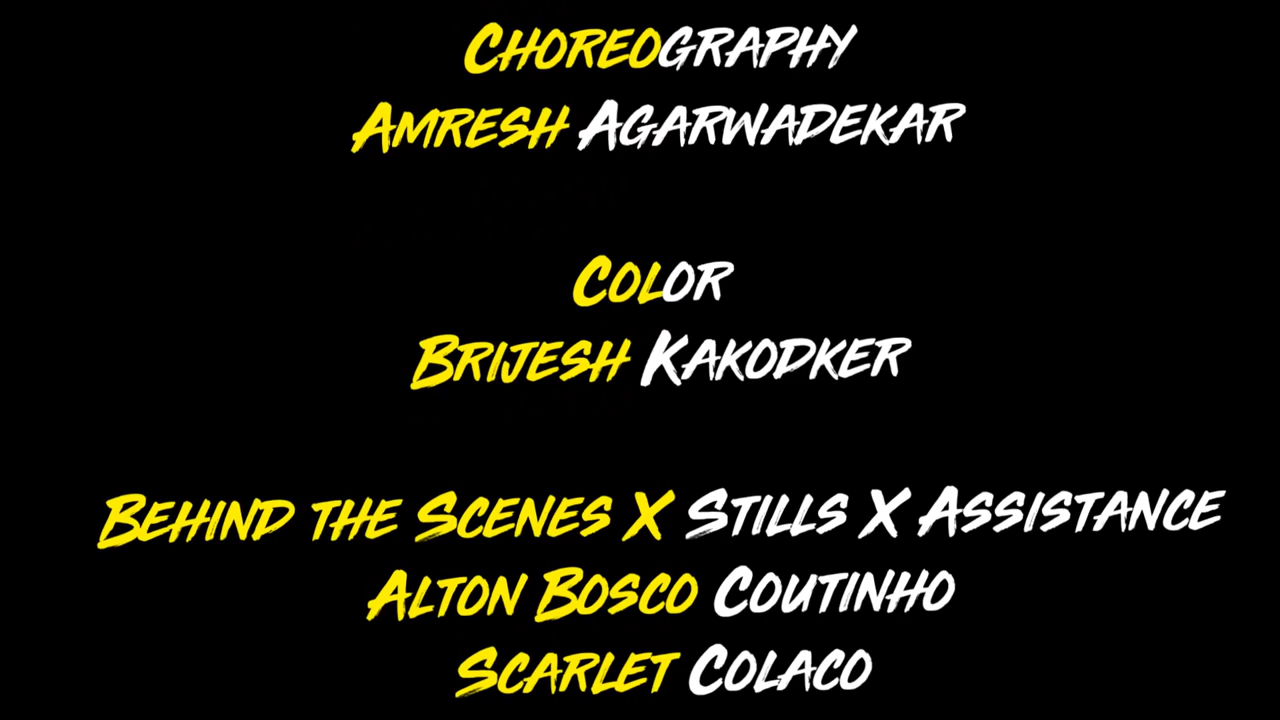 Choreography
Amresh Agarwadekar
Color
Brijesh Kakodker
Behind the Scenes X Stills X Assistance
Alton Bosco Coutinho
Scarlet Colaco